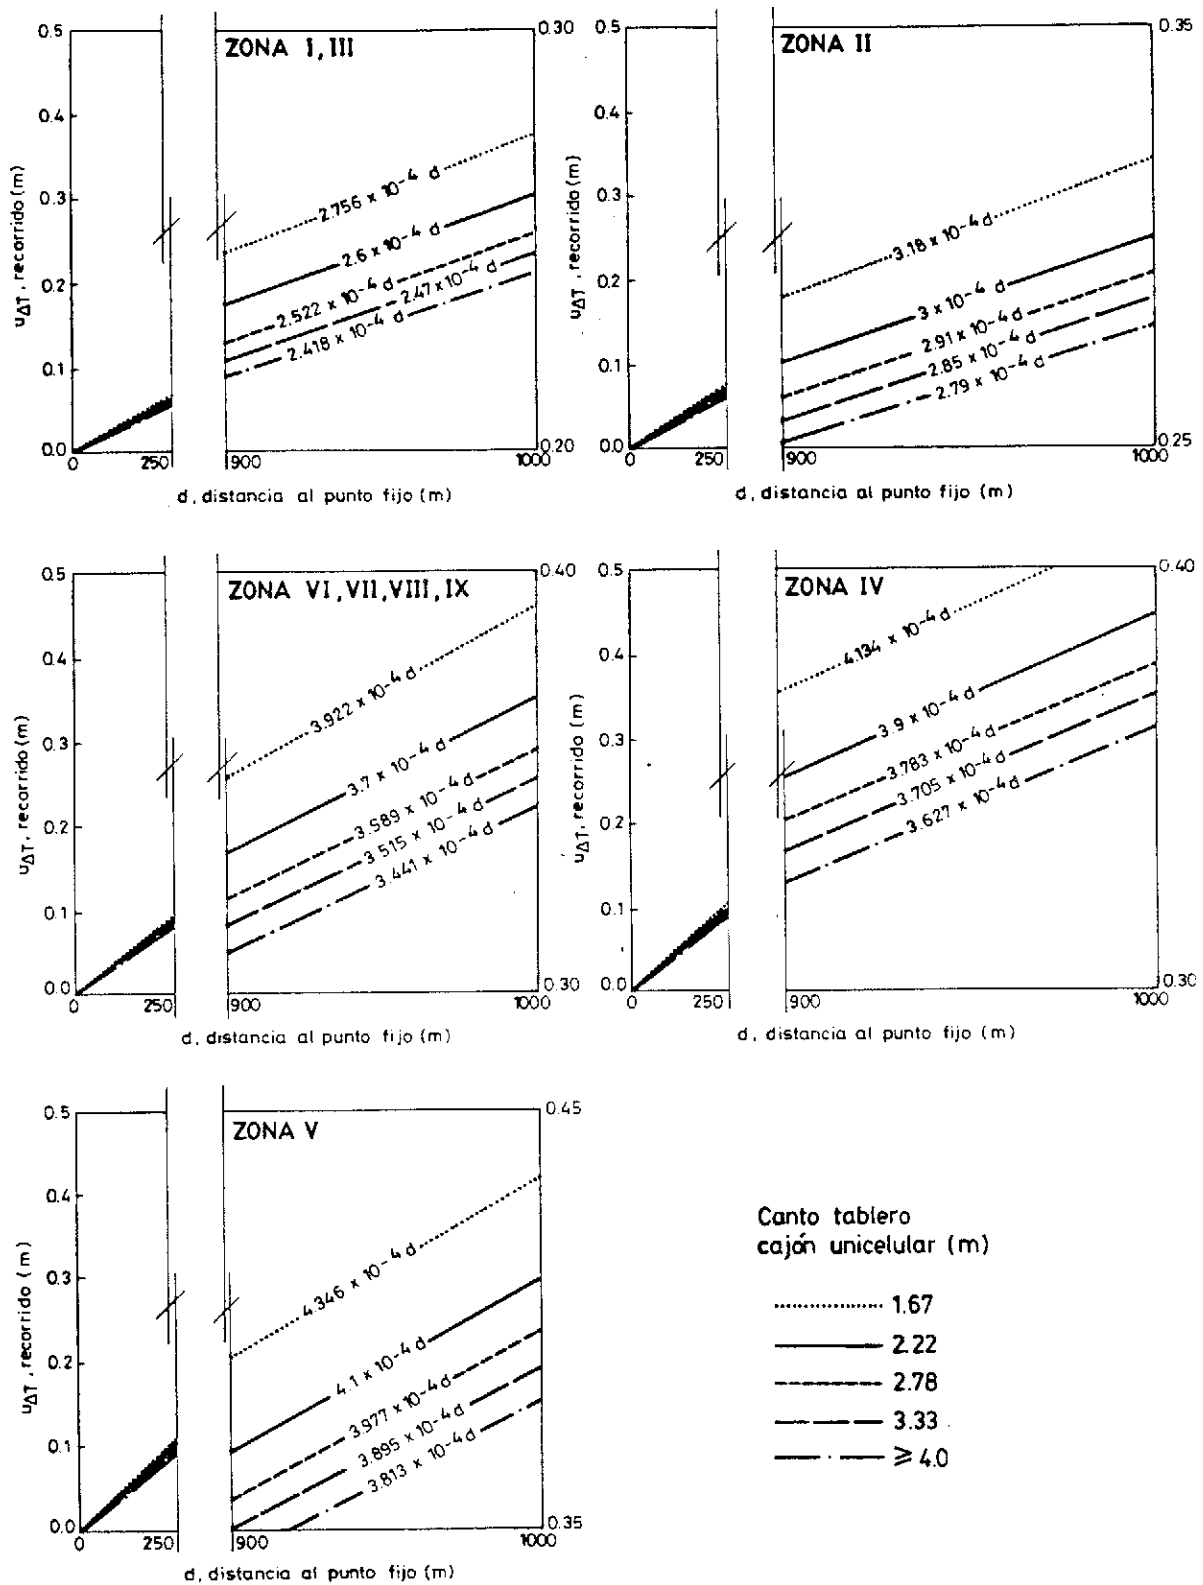 ZONA I, III
0.5
0.4
0.3
0.2
0.1
0.0
u ΔT, recorrido (m)
0.30
0.20
2.756 x 10⁻⁴ d
2.6 x 10⁻⁴ d
2.522 x 10⁻⁴ d
2.47 x 10⁻⁴ d
2.418 x 10⁻⁴ d
0 250 900 1000
d, distancia al punto fijo (m)
ZONA II
0.5
0.4
0.3
0.2
0.1
0.0
u ΔT, recorrido (m)
0.35
0.25
3.18 x 10⁻⁴ d
3 x 10⁻⁴ d
2.91 x 10⁻⁴ d
2.85 x 10⁻⁴ d
2.79 x 10⁻⁴ d
0 250 900 1000
d, distancia al punto fijo (m)
ZONA VI, VII, VIII, IX
0.5
0.4
0.3
0.2
0.1
0.0
u ΔT, recorrido (m)
0.40
0.30
3.922 x 10⁻⁴ d
3.7 x 10⁻⁴ d
3.589 x 10⁻⁴ d
3.515 x 10⁻⁴ d
3.441 x 10⁻⁴ d
0 250 900 1000
d, distancia al punto fijo (m)
ZONA IV
0.5
0.4
0.3
0.2
0.1
0.0
u ΔT, recorrido (m)
0.40
0.30
4.134 x 10⁻⁴ d
3.9 x 10⁻⁴ d
3.783 x 10⁻⁴ d
3.705 x 10⁻⁴ d
3.627 x 10⁻⁴ d
0 250 900 1000
d, distancia al punto fijo (m)
ZONA V
0.5
0.4
0.3
0.2
0.1
0.0
u ΔT, recorrido (m)
0.45
0.35
4.346 x 10⁻⁴ d
4.1 x 10⁻⁴ d
3.977 x 10⁻⁴ d
3.895 x 10⁻⁴ d
3.813 x 10⁻⁴ d
0 250 900 1000
d, distancia al punto fijo (m)
Canto tablero
cajón unicelular (m)
1.67
2.22
2.78
3.33
≥ 4.0